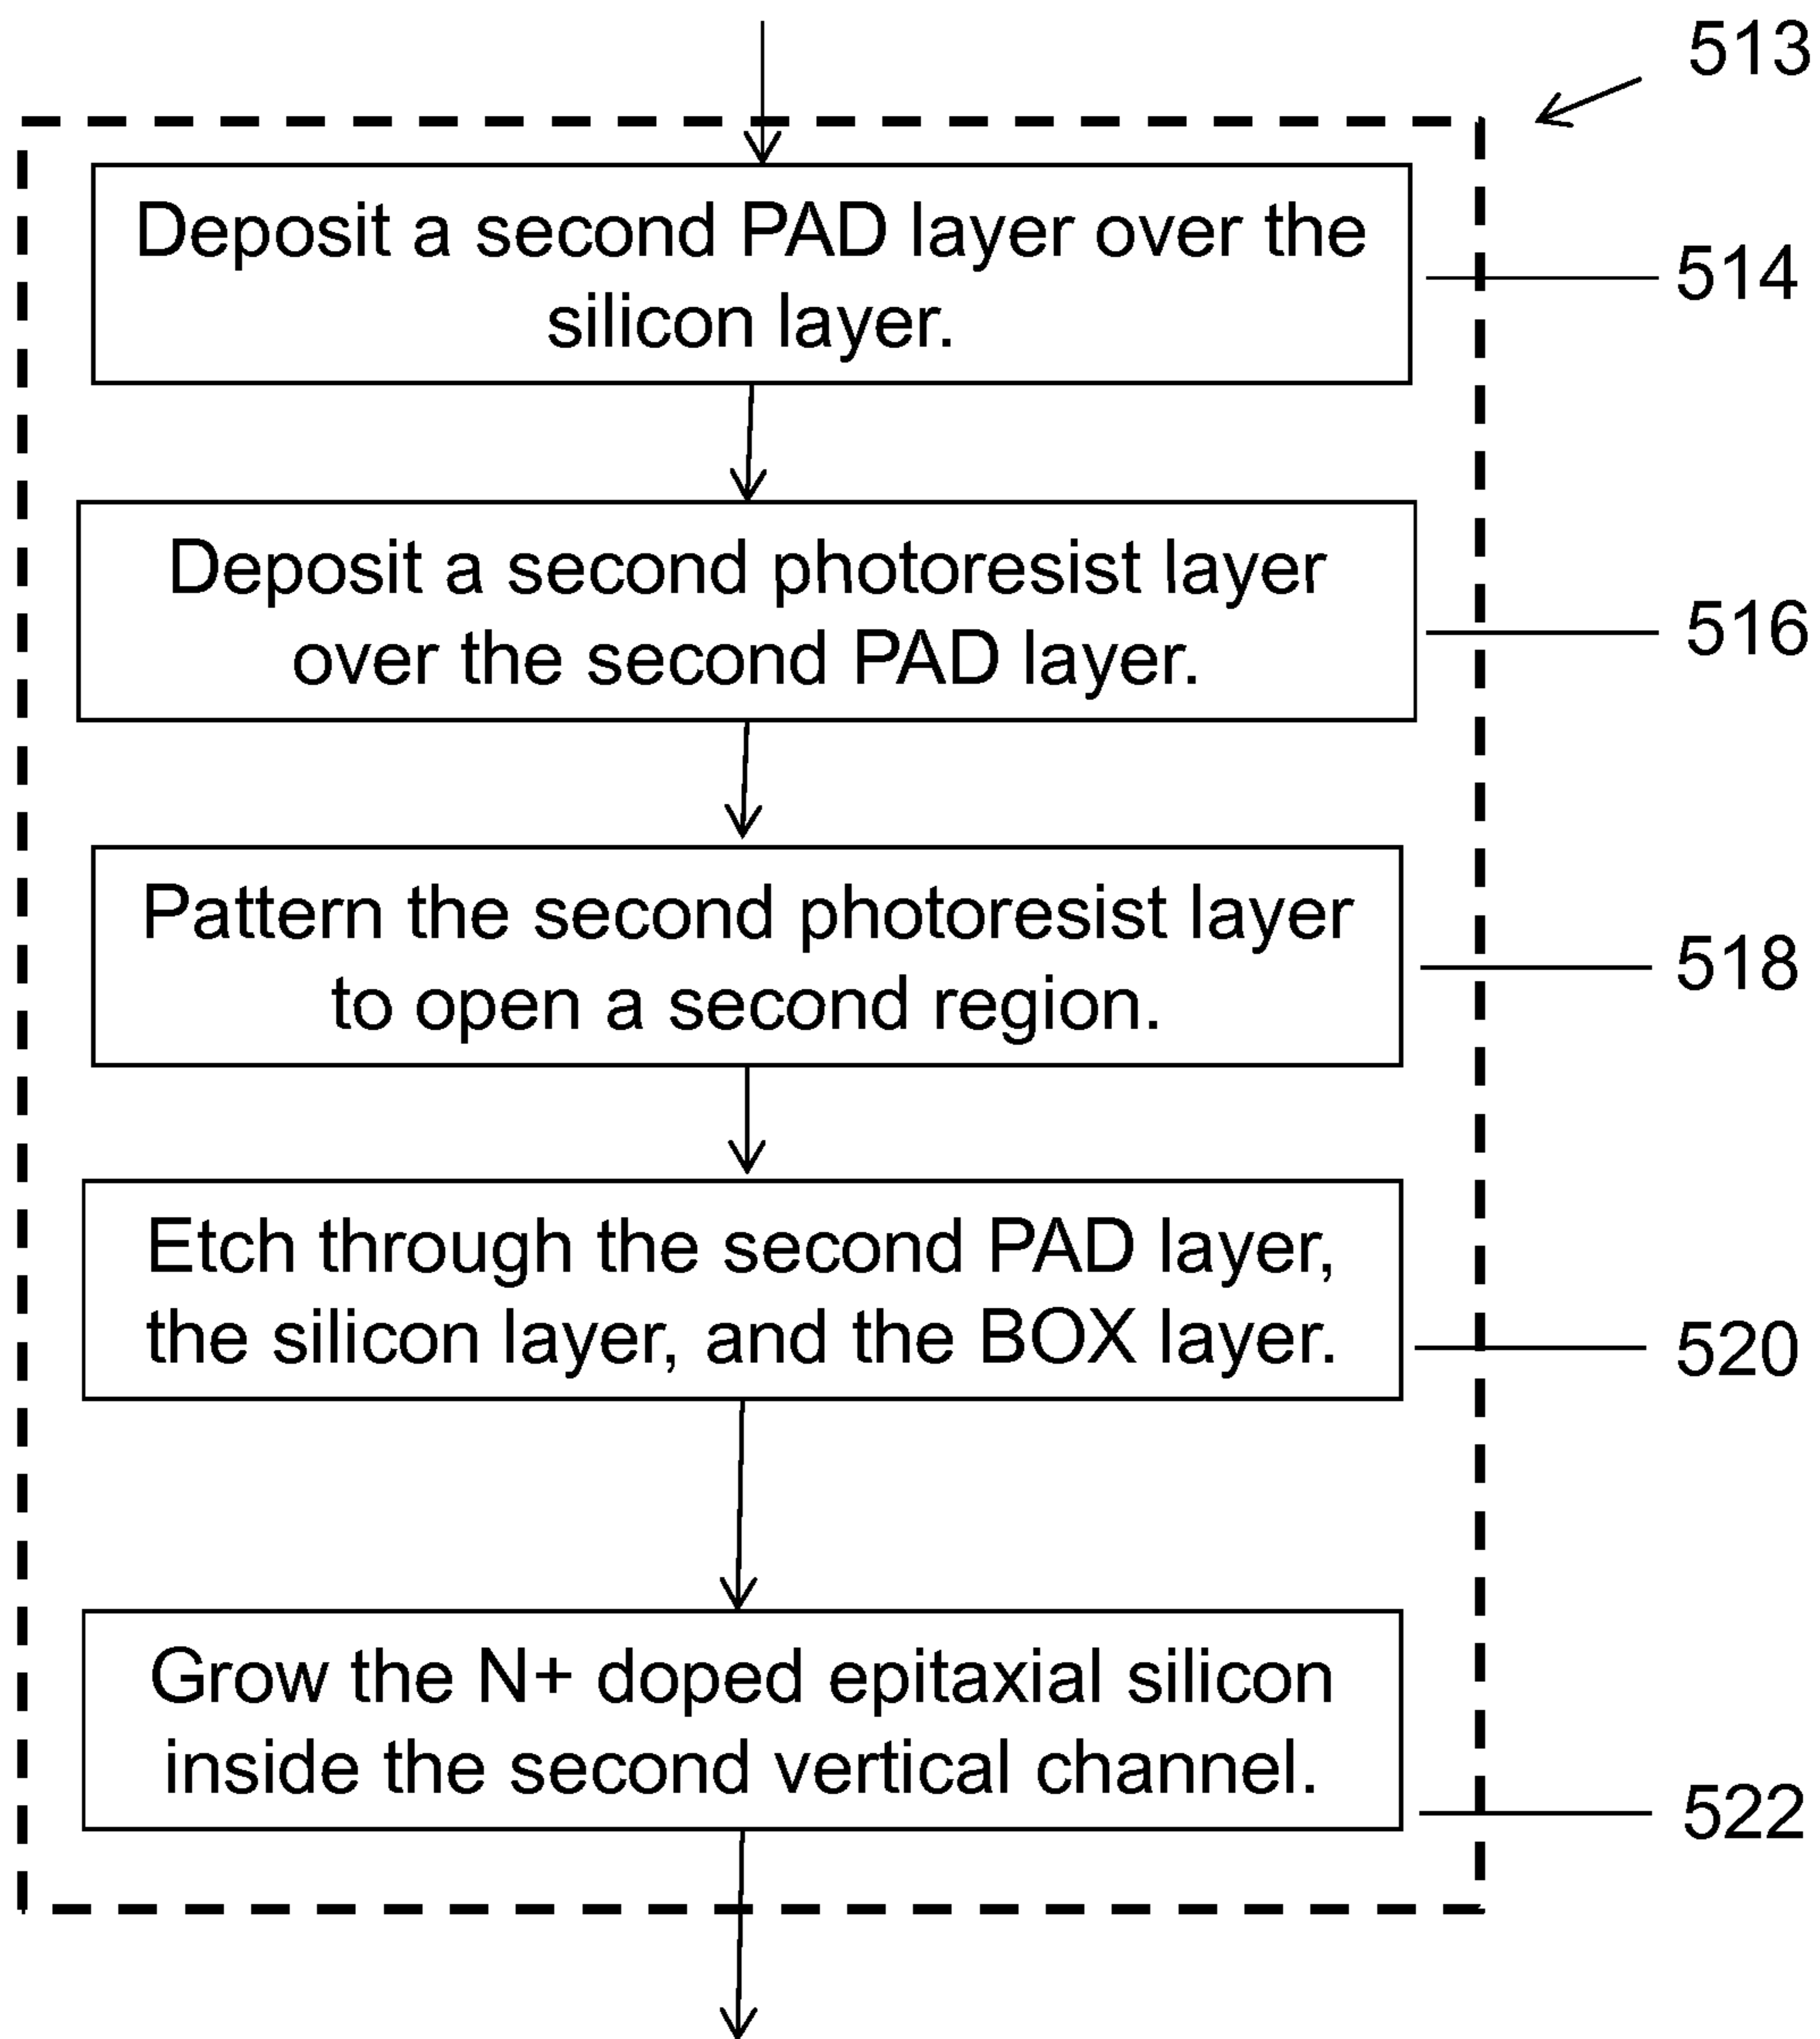 513
Deposit a second PAD layer over the
silicon layer.
514
Deposit a second photoresist layer
over the second PAD layer.
516
Pattern the second photoresist layer
to open a second region.
518
Etch through the second PAD layer,
the silicon layer, and the BOX layer.
520
Grow the N+ doped epitaxial silicon
inside the second vertical channel.
522